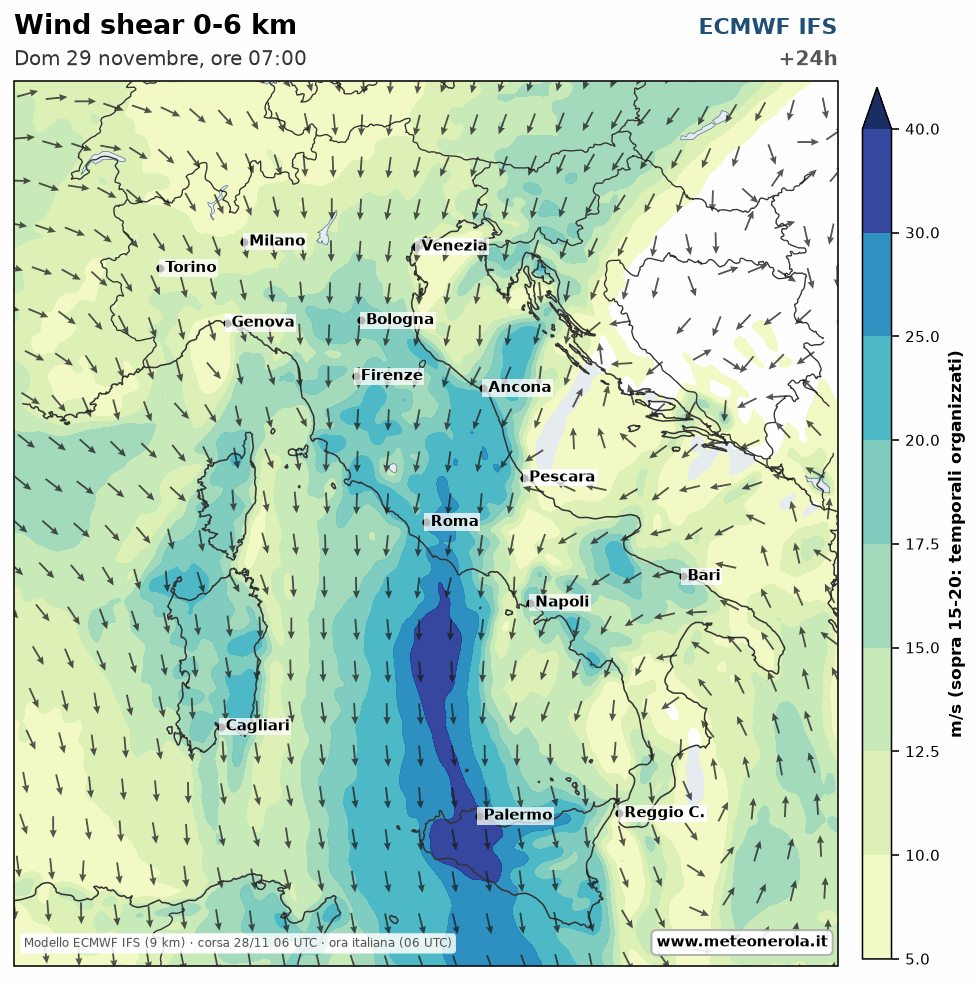 Wind shear 0-6 km
ECMWF IFS
Dom 29 novembre, ore 07:00
+24h
40.0
30.0
25.0
20.0
17.5
15.0
12.5
10.0
5.0
m/s (sopra 15-20: temporali organizzati)
Milano
Venezia
Torino
Genova
Bologna
Firenze
Ancona
Pescara
Roma
Bari
Napoli
Cagliari
Palermo
Reggio C.
Modello ECMWF IFS (9 km) · corsa 28/11 06 UTC · ora italiana (06 UTC)
www.meteonerola.it